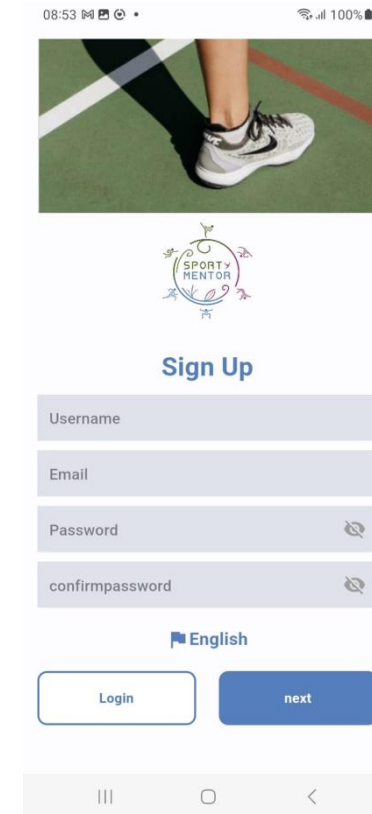 08:53 100%
SPORTY
MENTOR
Sign Up
Username
Email
Password
confirmpassword
English
Login next